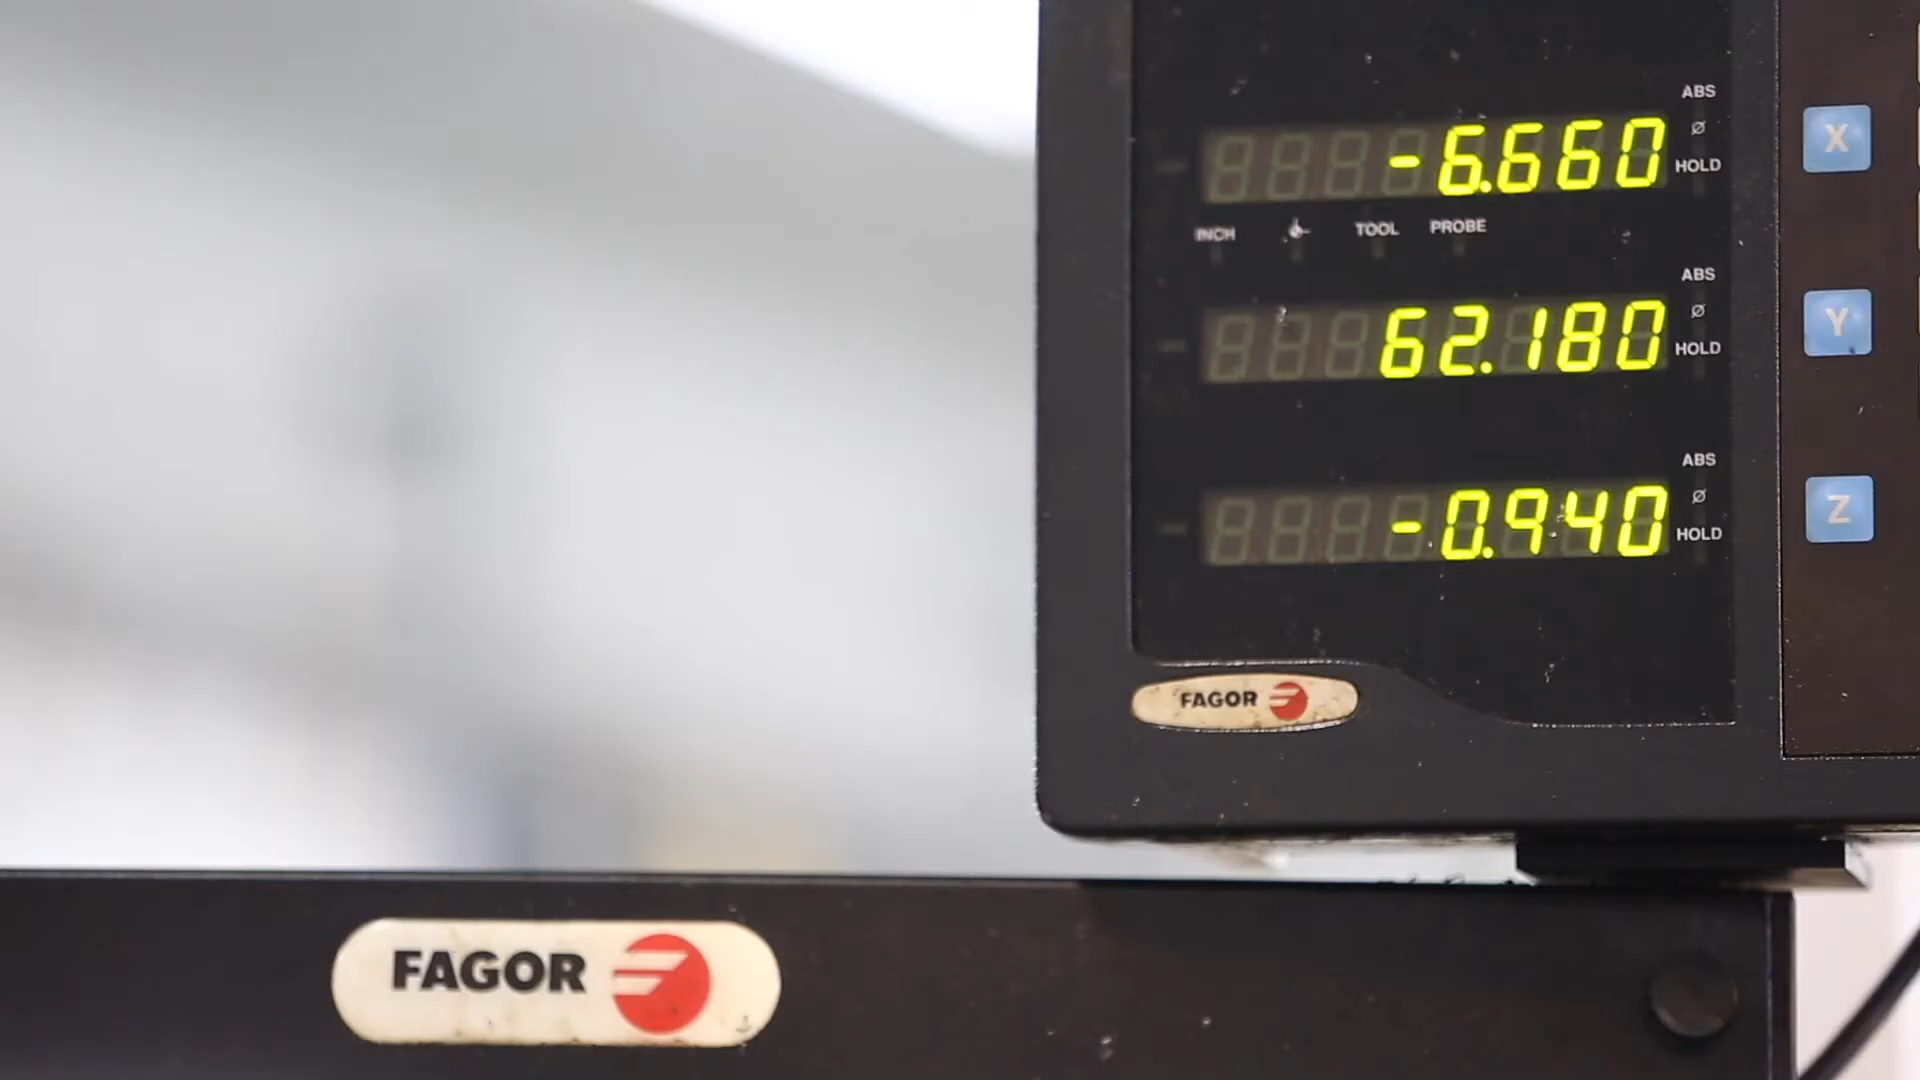 ABS
-6.660 Ø X
HOLD
INCH TOOL PROBE
ABS
62.180 Ø Y
HOLD
ABS
-0.940 Ø Z
HOLD
FAGOR
FAGOR